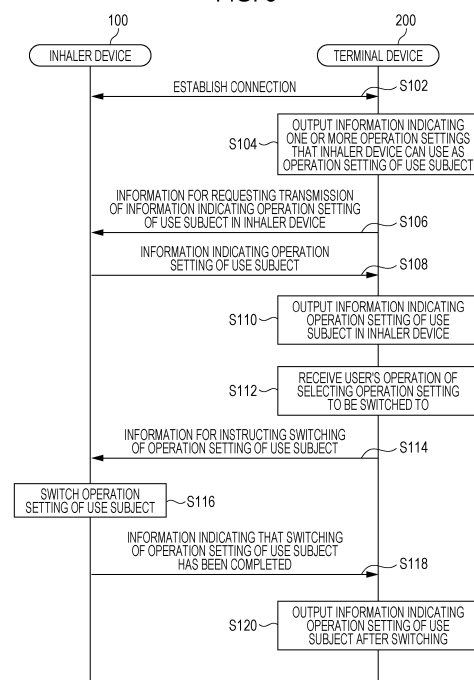 100
200
INHALER DEVICE
TERMINAL DEVICE
ESTABLISH CONNECTION
S102
S104
OUTPUT INFORMATION INDICATING
ONE OR MORE OPERATION SETTINGS
THAT INHALER DEVICE CAN USE AS
OPERATION SETTING OF USE SUBJECT
INFORMATION FOR REQUESTING TRANSMISSION
OF INFORMATION INDICATING OPERATION SETTING
OF USE SUBJECT IN INHALER DEVICE
S106
INFORMATION INDICATING OPERATION
SETTING OF USE SUBJECT
S108
S110
OUTPUT INFORMATION INDICATING
OPERATION SETTING OF USE
SUBJECT IN INHALER DEVICE
S112
RECEIVE USER'S OPERATION OF
SELECTING OPERATION SETTING
TO BE SWITCHED TO
INFORMATION FOR INSTRUCTING SWITCHING
OF OPERATION SETTING OF USE SUBJECT
S114
SWITCH OPERATION
SETTING OF USE SUBJECT
S116
INFORMATION INDICATING THAT SWITCHING
OF OPERATION SETTING OF USE SUBJECT
HAS BEEN COMPLETED
S118
S120
OUTPUT INFORMATION INDICATING
OPERATION SETTING OF USE
SUBJECT AFTER SWITCHING